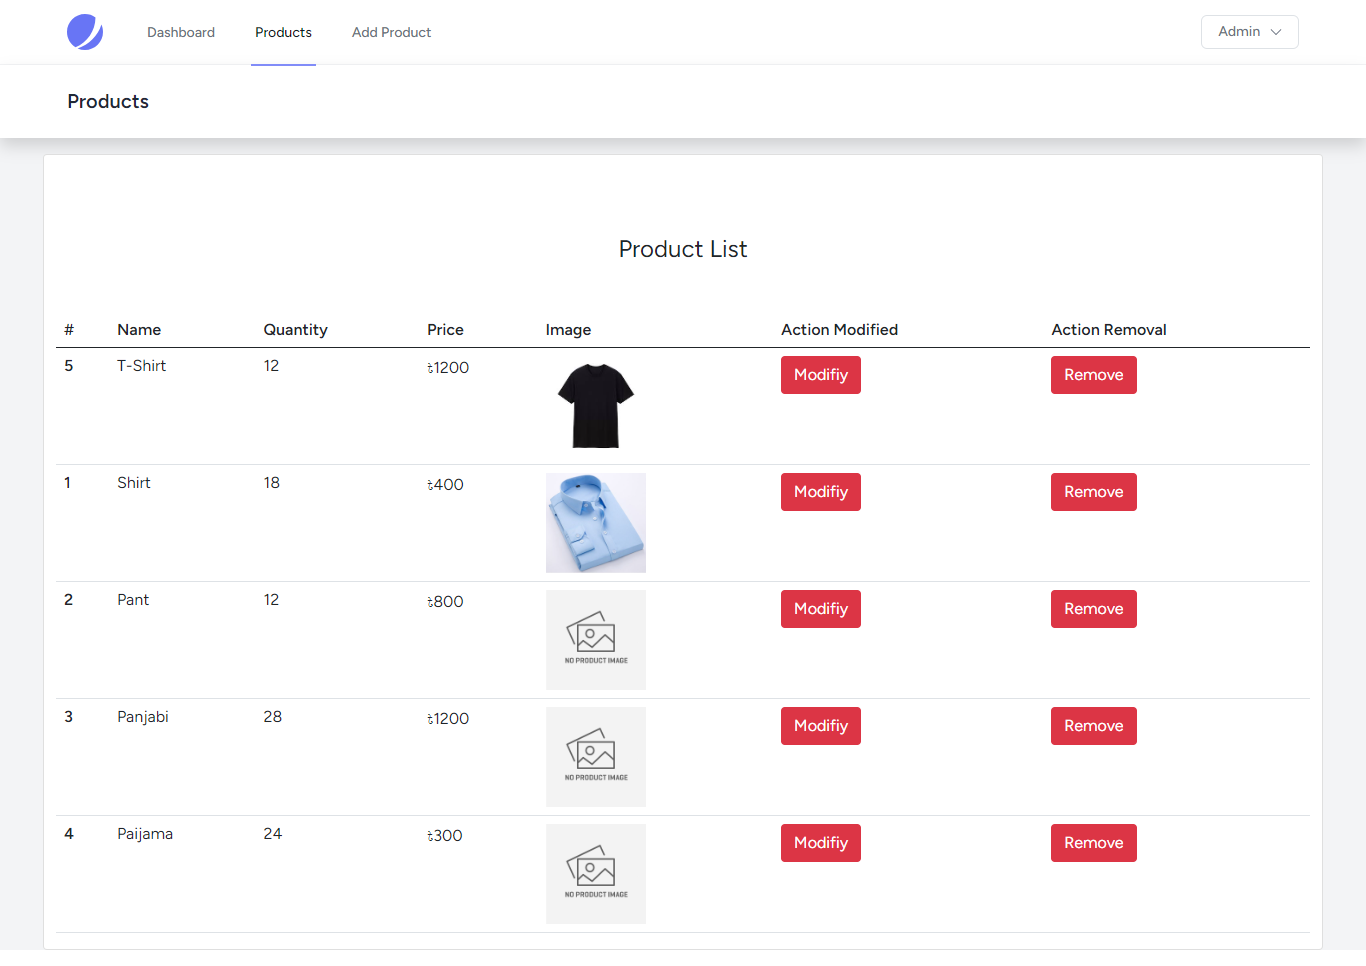 Dashboard Products Add Product Admin
Products
Product List
# Name Quantity Price Image Action Modified Action Removal
5 T-Shirt 12 ৳1200 Modifiy Remove
1 Shirt 18 ৳400 Modifiy Remove
2 Pant 12 ৳800 Modifiy Remove
NO PRODUCT IMAGE
3 Panjabi 28 ৳1200 Modifiy Remove
NO PRODUCT IMAGE
4 Paijama 24 ৳300 Modifiy Remove
NO PRODUCT IMAGE